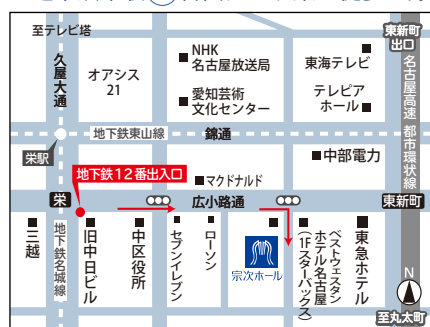 至テレビ塔
久屋大通
オアシス
21
NHK
名古屋放送局
愛知芸術
文化センター
東海テレビ
テレピア
ホール
東新町
出口
名古屋高速
都市環状線
地下鉄東山線
錦通
栄駅
地下鉄12番出入口
中部電力
マクドナルド
栄
広小路通
東新町
三越
地下鉄名城線
旧中日ビル
中区役所
セブンイレブン
ローソン
宗次ホール
ベストウェスタン
ホテル名古屋
(1Fスターバックス)
東急ホテル
N
至丸太町